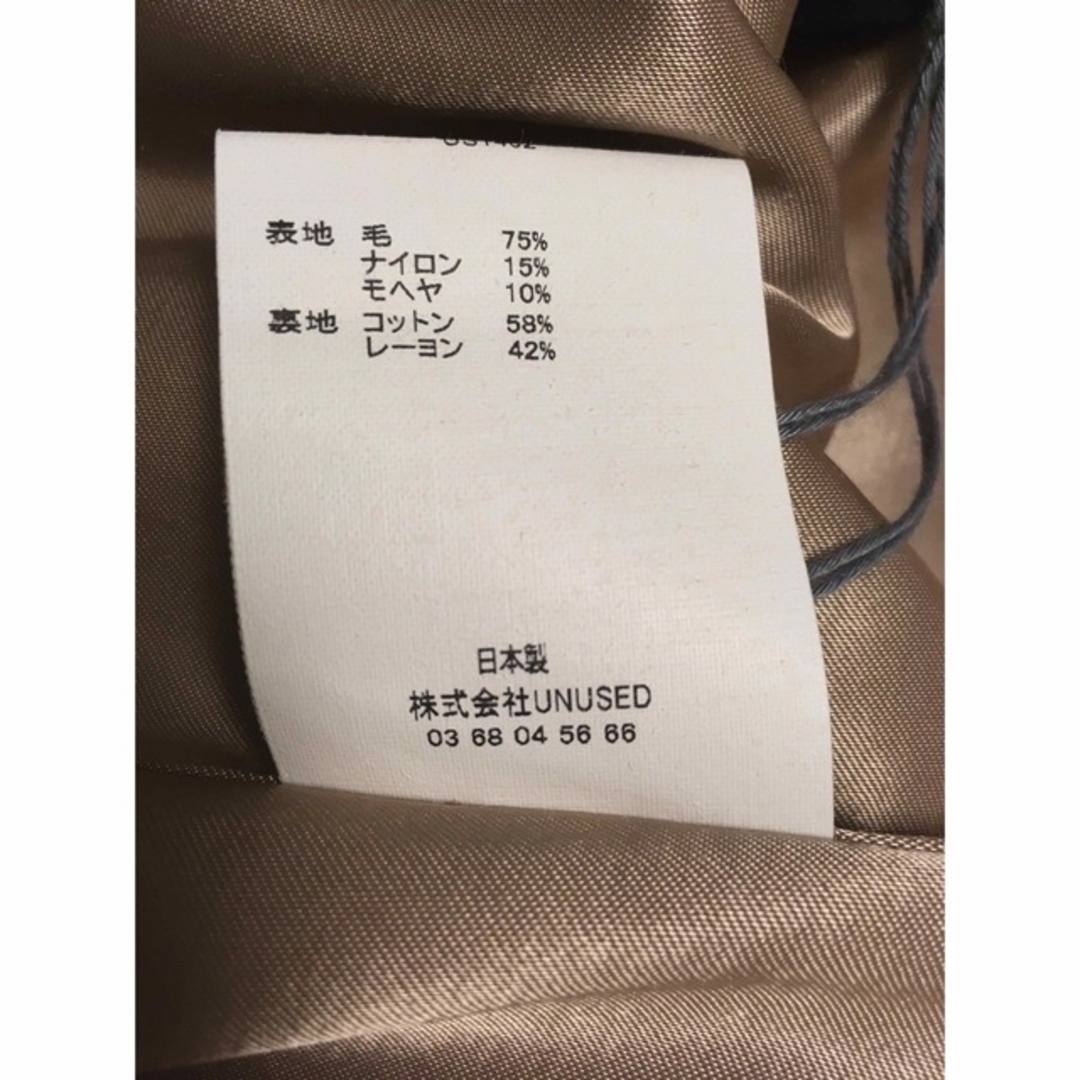 表地 毛 75%
ナイロン 15%
モヘヤ 10%
裏地 コットン 58%
レーヨン 42%
日本製
株式会社UNUSED
03 68 04 56 66